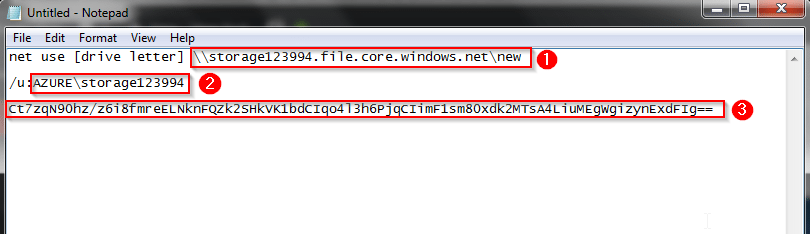 Untitled - Notepad
File Edit Format View Help
net use [drive letter] \\storage123994.file.core.windows.net\new
1
/u:AZURE\storage123994
2
Ct7zqN9Ohz/z6i8fmreELNknFQZk2SHkVK1bdCIqo4l3h6PjqCIimF1sm8Oxdk2MTsA4LiuMEgWgizynExdFIg==
3